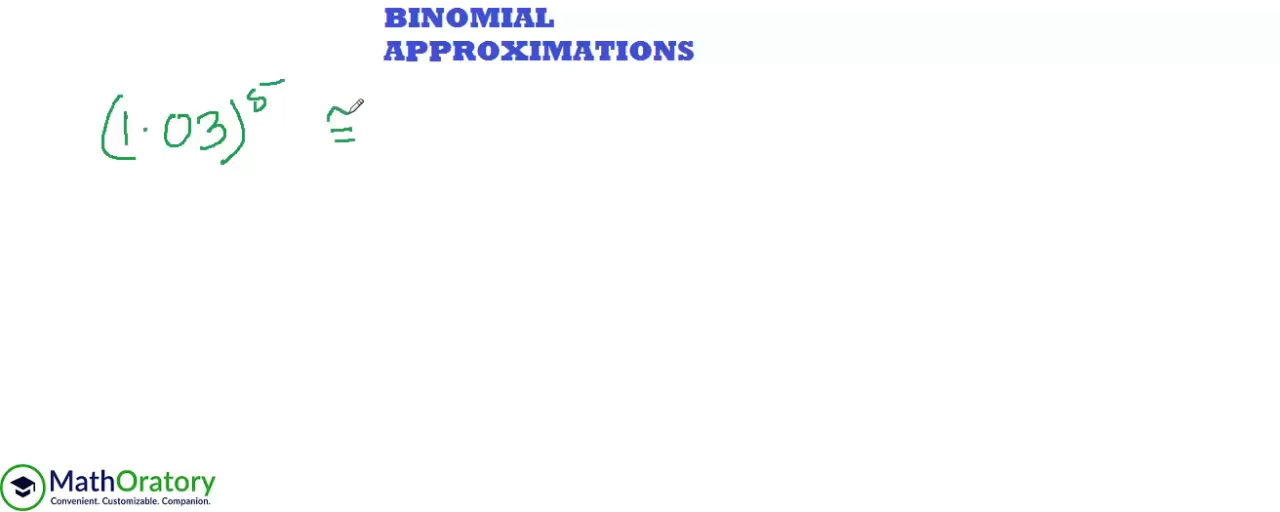 BINOMIAL
APPROXIMATIONS
(1.03)⁵ ≅
MathOratory
Convenient. Customizable. Companion.